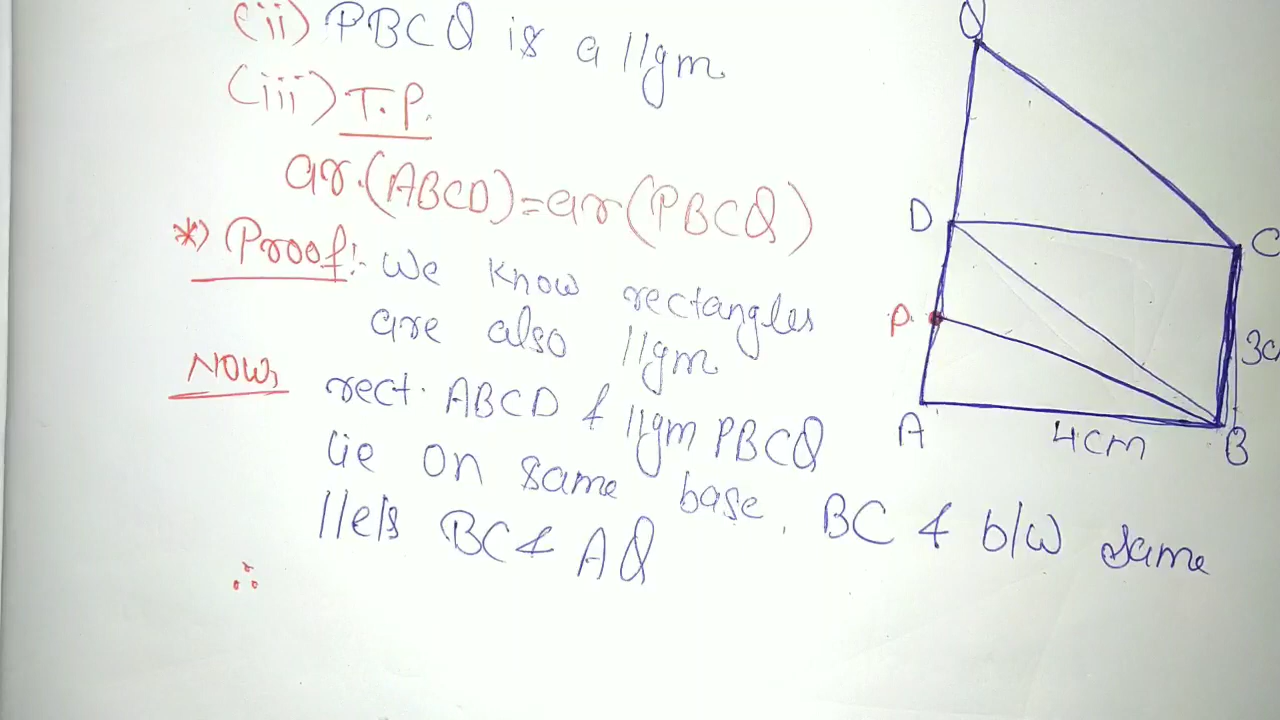 (ii) PBCQ is a ||gm
(iii) T.P.
ar.(ABCD)=ar(PBCQ)
*) Proof:- We know rectangles
are also ||gm
Now, rect. ABCD & ||gm PBCQ
lie on same base, BC & b/w same
||els BC & AQ
∴
Q
D
C
P.
3c
A
4cm
B